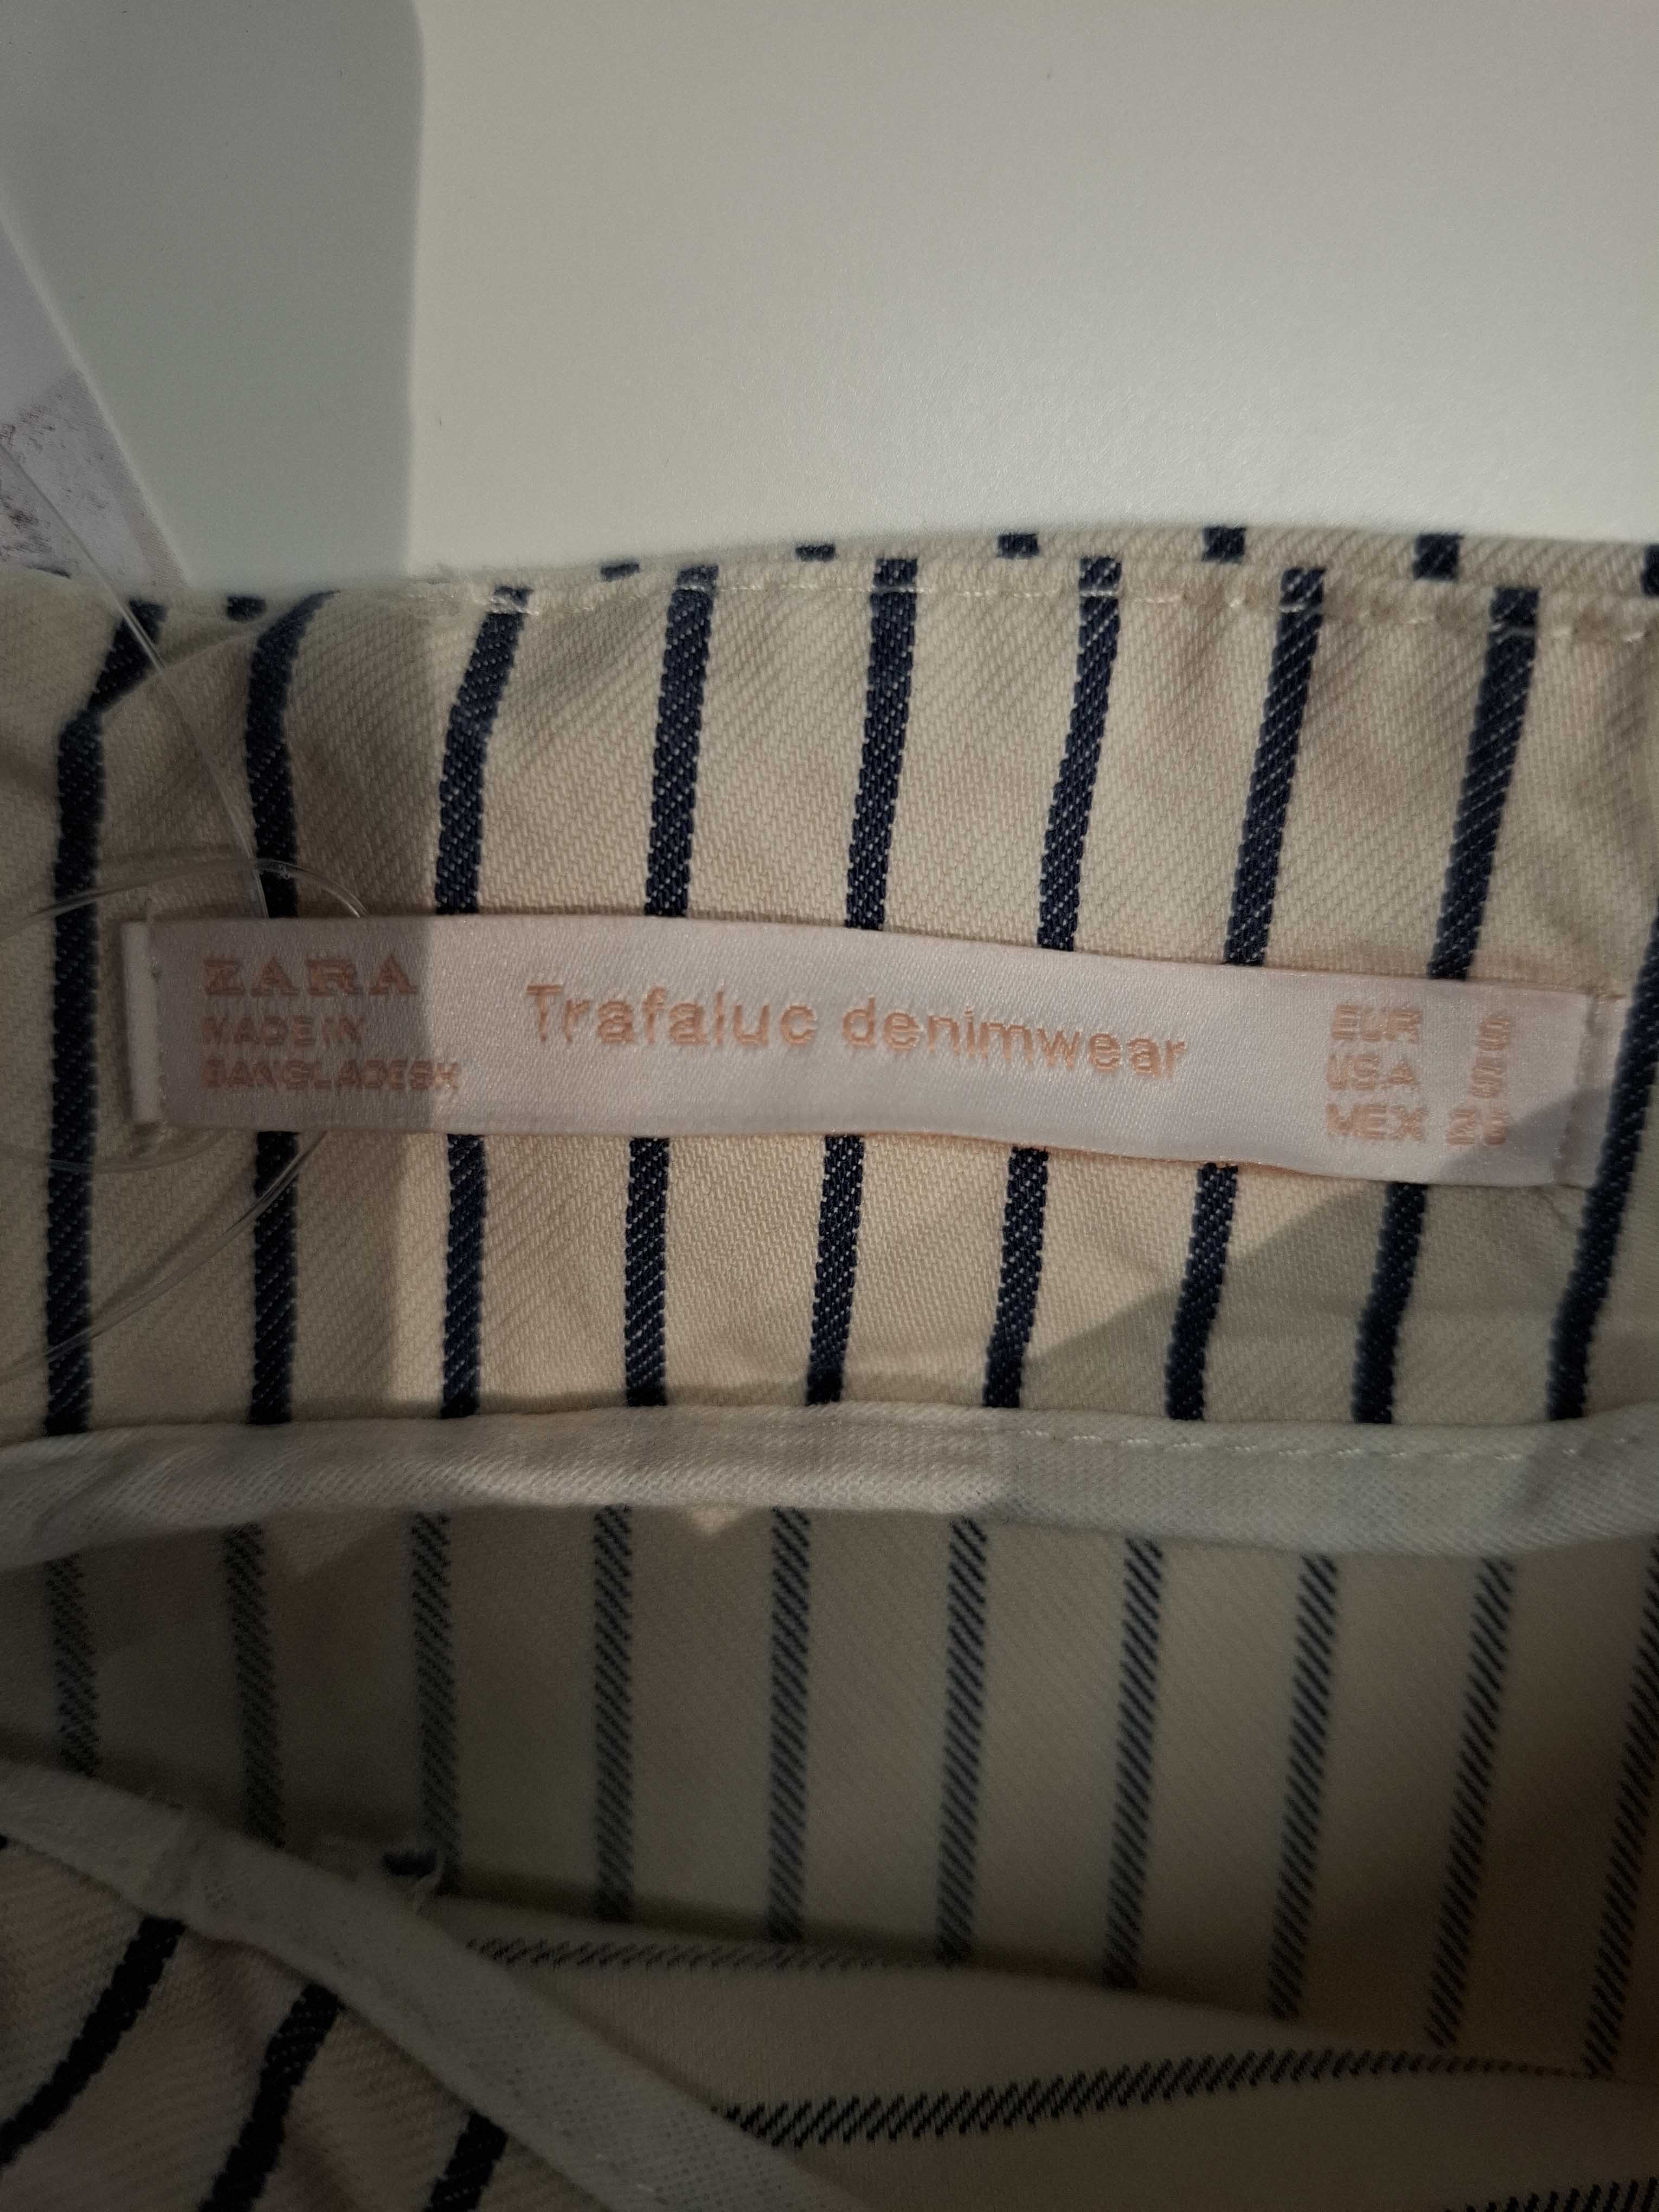 ZARA
MADE IN
BANGLADESH
Trafaluc denimwear
EUR S
USA S
MEX 26